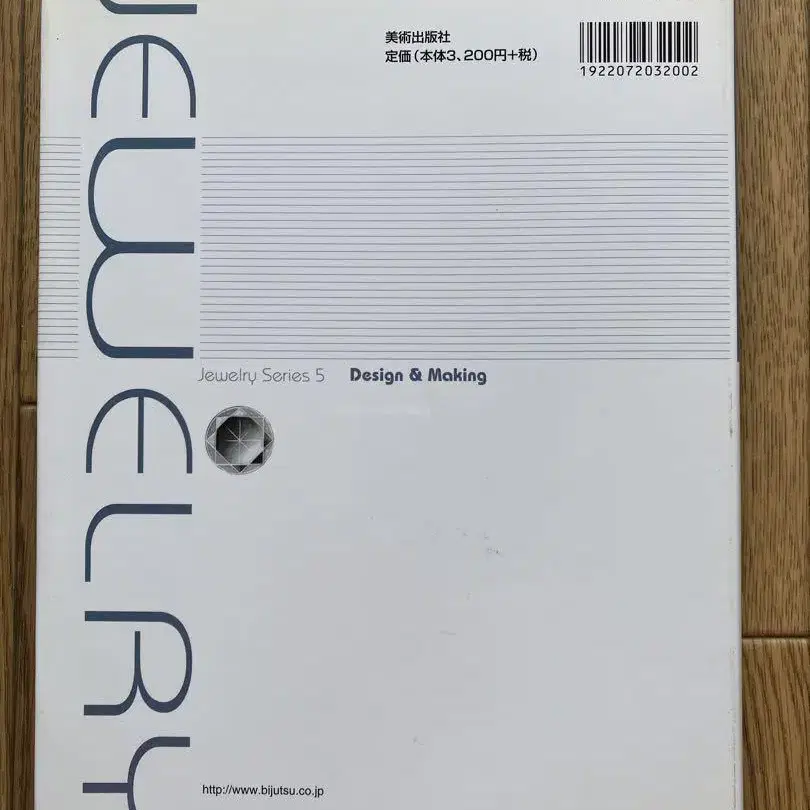 美術出版社
定価(本体3、200円+税)
1922072032002
JEWELRY
Jewelry Series 5 Design & Making
http://www.bijutsu.co.jp